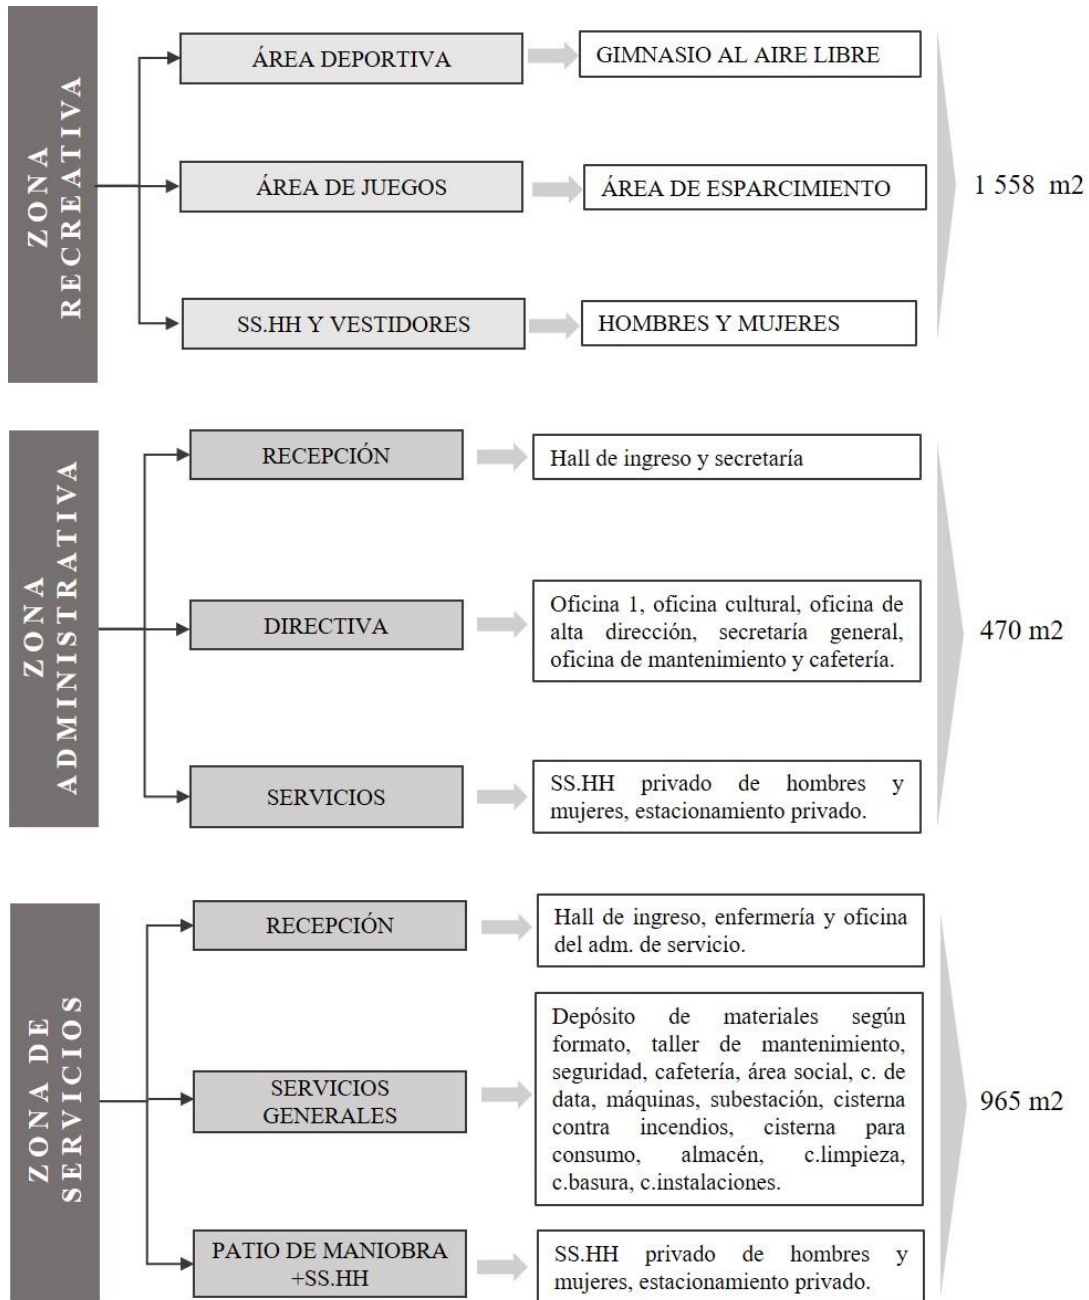 ZONA
RECREATIVA
ÁREA DEPORTIVA
GIMNASIO AL AIRE LIBRE
ÁREA DE JUEGOS
ÁREA DE ESPARCIMIENTO
SS.HH Y VESTIDORES
HOMBRES Y MUJERES
1 558 m2
ZONA
ADMINISTRATIVA
RECEPCIÓN
Hall de ingreso y secretaría
DIRECTIVA
Oficina 1, oficina cultural, oficina de
alta dirección, secretaría general,
oficina de mantenimiento y cafetería.
SERVICIOS
SS.HH privado de hombres y
mujeres, estacionamiento privado.
470 m2
ZONA DE
SERVICIOS
RECEPCIÓN
Hall de ingreso, enfermería y oficina
del adm. de servicio.
SERVICIOS
GENERALES
Depósito de materiales según
formato, taller de mantenimiento,
seguridad, cafetería, área social, c. de
data, máquinas, subestación, cisterna
contra incendios, cisterna para
consumo, almacén, c.limpieza,
c.basura, c.instalaciones.
PATIO DE MANIOBRA
+SS.HH
SS.HH privado de hombres y
mujeres, estacionamiento privado.
965 m2